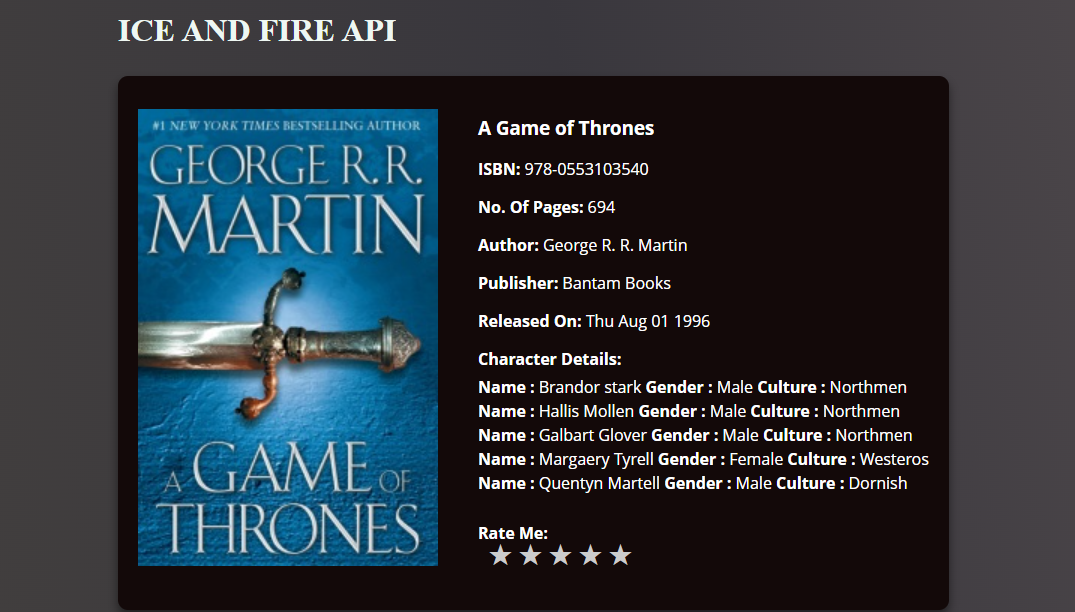 ICE AND FIRE API
#1 NEW YORK TIMES BESTSELLING AUTHOR
GEORGE R.R.
MARTIN
A GAME OF
THRONES
A Game of Thrones
ISBN: 978-0553103540
No. Of Pages: 694
Author: George R. R. Martin
Publisher: Bantam Books
Released On: Thu Aug 01 1996
Character Details:
Name : Brandor stark Gender : Male Culture : Northmen
Name : Hallis Mollen Gender : Male Culture : Northmen
Name : Galbart Glover Gender : Male Culture : Northmen
Name : Margaery Tyrell Gender : Female Culture : Westeros
Name : Quentyn Martell Gender : Male Culture : Dornish
Rate Me: